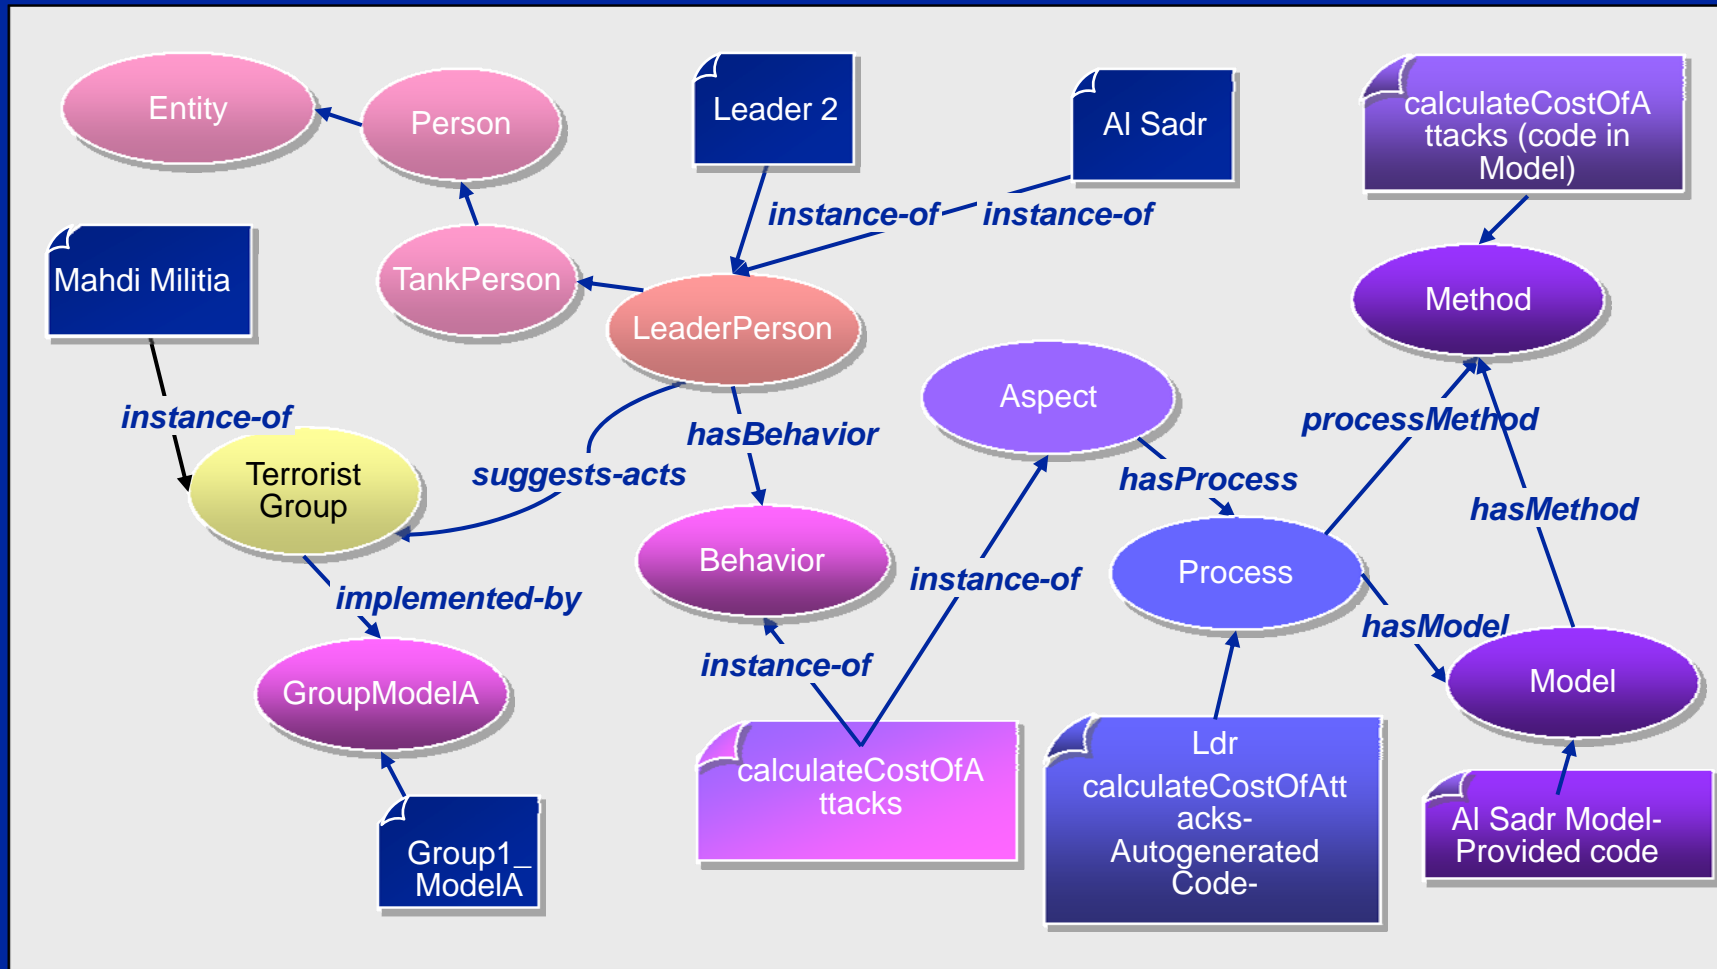 Entity
Person
Leader 2
Al Sadr
calculateCostOfA
ttacks (code in
Model)
instance-of
instance-of
Mahdi Militia
TankPerson
LeaderPerson
Method
Aspect
instance-of
hasBehavior
processMethod
Terrorist
Group
suggests-acts
hasProcess
hasMethod
Behavior
instance-of
Process
implemented-by
hasModel
instance-of
GroupModelA
Model
calculateCostOfA
ttacks
Ldr
calculateCostOfAtt
acks-
Autogenerated
Code-
Al Sadr Model-
Provided code
Group1_
ModelA